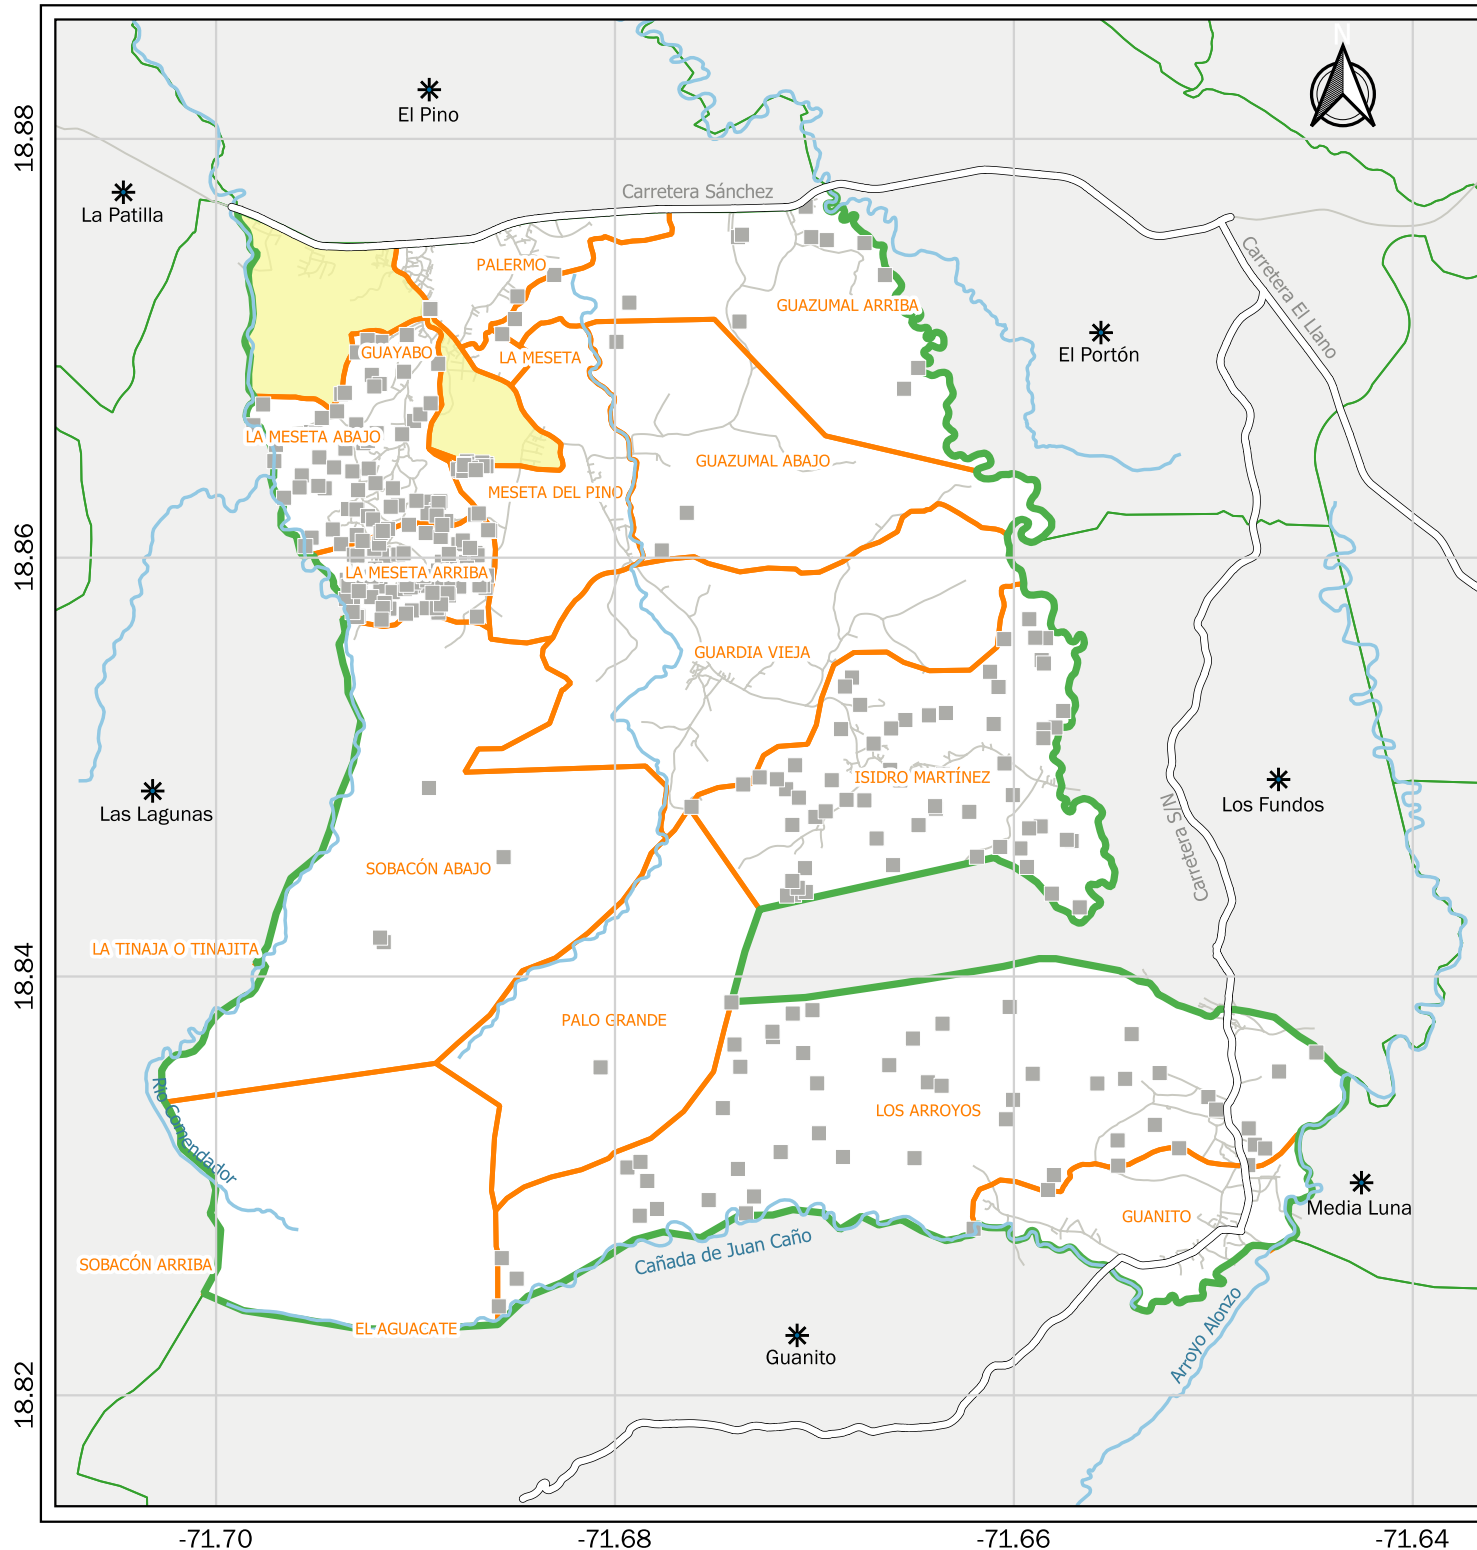 N
18.88
El Pino
La Patilla
Carretera Sánchez
Carretera El Llano
PALERMO
GUAZUMAL ARRIBA
El Portón
GUAYABO
LA MESETA
LA MESETA ABAJO
GUAZUMAL ABAJO
MESETA DEL PINO
18.86
LA MESETA ARRIBA
GUARDIA VIEJA
ISIDRO MARTÍNEZ
Las Lagunas
Los Fundos
Carretera S/N
SOBACÓN ABAJO
LA TINAJA O TINAJITA
18.84
PALO GRANDE
LOS ARROYOS
Río Comendador
Media Luna
GUANITO
Cañada de Juan Caño
SOBACÓN ARRIBA
Arroyo Alonzo
EL AGUACATE
Guanito
18.82
-71.70
-71.68
-71.66
-71.64